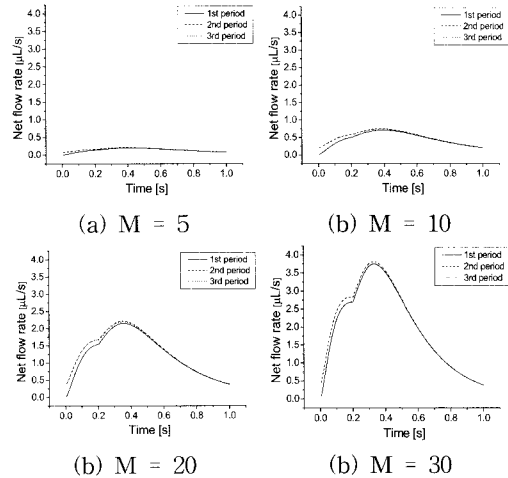 1st period
2nd period
3rd period
Net flow rate [μL/s]
4.0
3.5
3.0
2.5
2.0
1.5
1.0
0.5
0.0
0.0 0.2 0.4 0.6 0.8 1.0
Time [s]
(a) M = 5
1st period
2nd period
3rd period
Net flow rate [μL/s]
4.0
3.5
3.0
2.5
2.0
1.5
1.0
0.5
0.0
0.0 0.2 0.4 0.6 0.8 1.0
Time [s]
(b) M = 10
1st period
2nd period
3rd period
Net flow rate [μL/s]
4.0
3.5
3.0
2.5
2.0
1.5
1.0
0.5
0.0
0.0 0.2 0.4 0.6 0.8 1.0
Time [s]
(b) M = 20
1st period
2nd period
3rd period
Net flow rate [μL/s]
4.0
3.5
3.0
2.5
2.0
1.5
1.0
0.5
0.0
0.0 0.2 0.4 0.6 0.8 1.0
Time [s]
(b) M = 30